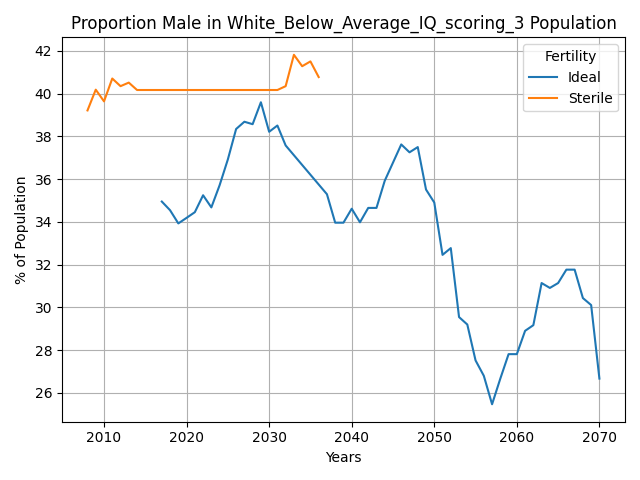 Proportion Male in White_Below_Average_IQ_scoring_3 Population
Fertility
Ideal
Sterile
% of Population
42
40
38
36
34
32
30
28
26
2010 2020 2030 2040 2050 2060 2070
Years